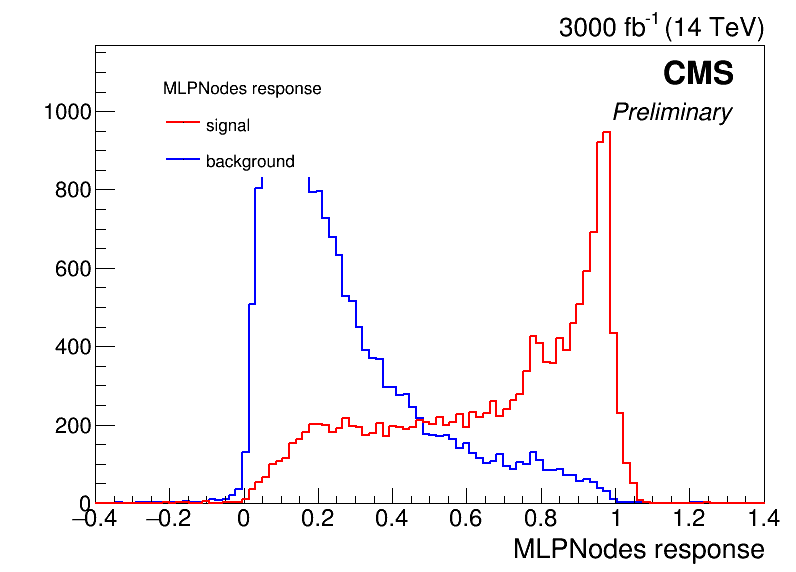 3000 fb⁻¹ (14 TeV)
CMS
Preliminary
MLPNodes response
signal
background
1000
800
600
400
200
0
−0.4 −0.2 0 0.2 0.4 0.6 0.8 1 1.2 1.4
MLPNodes response